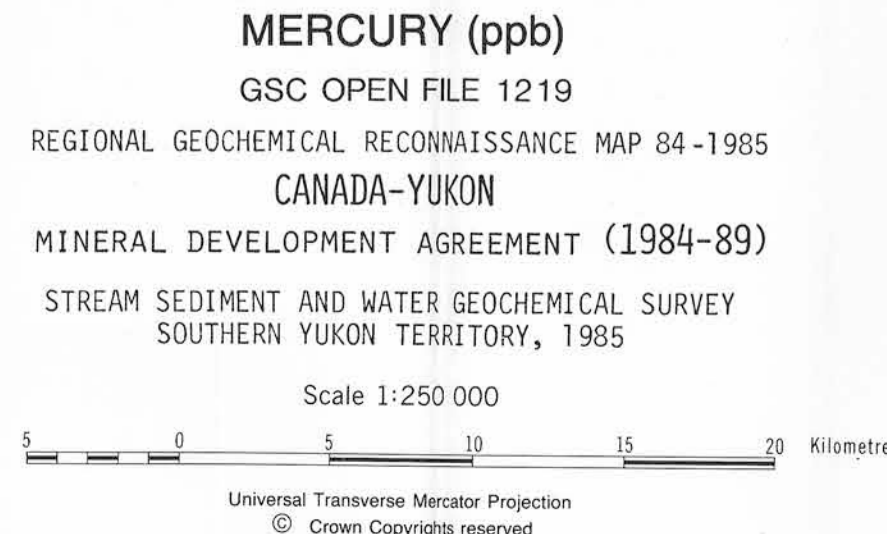 MERCURY (ppb)
GSC OPEN FILE 1219
REGIONAL GEOCHEMICAL RECONNAISSANCE MAP 84-1985
CANADA-YUKON
MINERAL DEVELOPMENT AGREEMENT (1984-89)
STREAM SEDIMENT AND WATER GEOCHEMICAL SURVEY
SOUTHERN YUKON TERRITORY, 1985
Scale 1:250 000
5 0 5 10 15 20 Kilometre
Universal Transverse Mercator Projection
© Crown Copyrights reserved